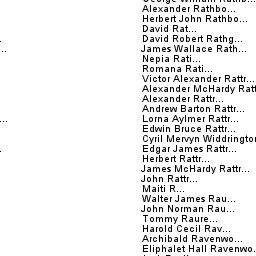 Alexander Rathbo...
Herbert John Rathbo...
David Rat...
David Robert Rathg...
James Wallace Rath...
Nepia Rati...
Romana Rati...
Victor Alexander Rattr...
Alexander McHardy Ratt
Alexander Rattr...
Andrew Barton Rattr...
Lorna Aylmer Rattr...
Edwin Bruce Rattr...
Cyril Mervyn Widdrington
Edgar James Rattr...
Herbert Rattr...
James McHardy Rattr...
John Rattr...
Maiti R...
Walter James Rau...
John Norman Rau...
Tommy Raure...
Harold Cecil Rav...
Archibald Ravenwo...
Eliphalet Hall Ravenwo.